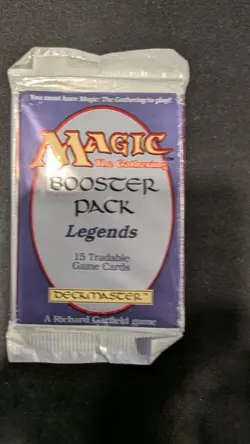 You must have Magic: The Gathering to play!
MAGIC
The Gathering
BOOSTER
PACK
Legends
15 Tradable
Game Cards
DECKMASTER™
A Richard Garfield game